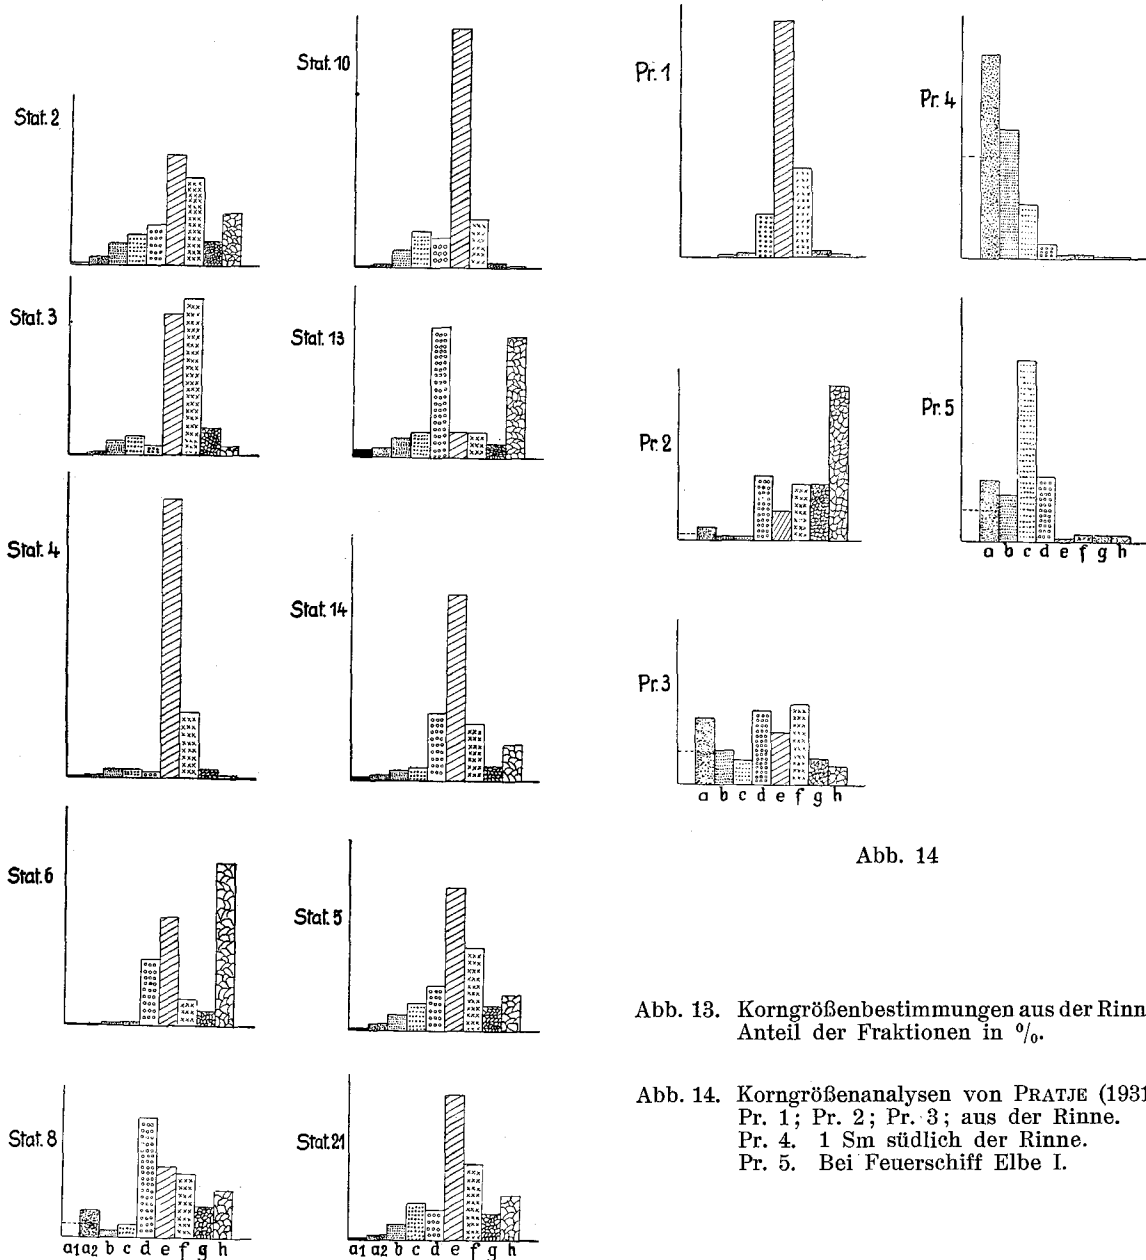 Stat. 2
Stat. 3
Stat. 4
Stat. 6
Stat. 8
a1 a2 b c d e f g h
Stat. 10
Stat. 13
Stat. 14
Stat. 5
Stat. 21
a1 a2 b c d e f g h
Pr. 1
Pr. 2
Pr. 3
a b c d e f g h
Pr. 4
Pr. 5
a b c d e f g h
Abb. 14
Abb. 13. Korngrößenbestimmungen aus der Rinn
Anteil der Fraktionen in %.
Abb. 14. Korngrößenanalysen von PRATJE (1931
Pr. 1; Pr. 2; Pr. 3; aus der Rinne.
Pr. 4. 1 Sm südlich der Rinne.
Pr. 5. Bei Feuerschiff Elbe I.